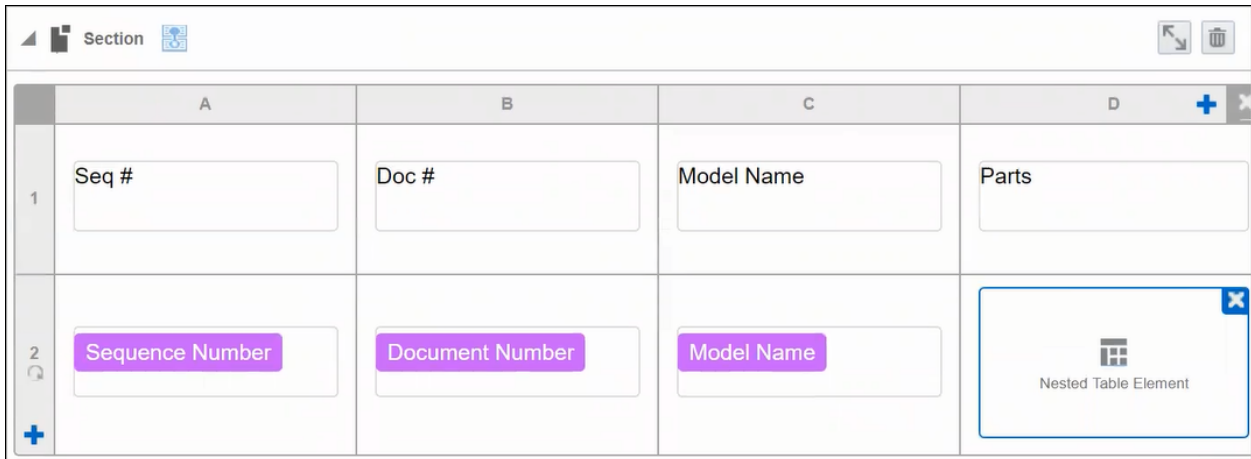 Section
A B C D
1 Seq # Doc # Model Name Parts
2 Sequence Number Document Number Model Name
Nested Table Element